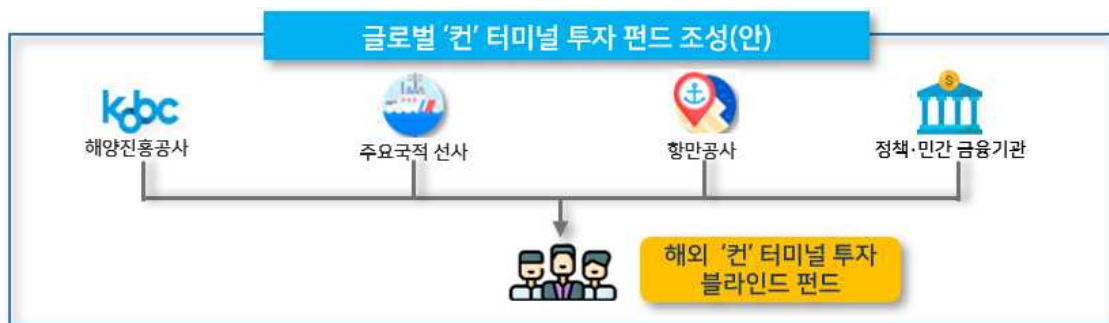 글로벌 '컨' 터미널 투자 펀드 조성(안)
kobc
해양진흥공사
주요국적 선사
항만공사
$
정책·민간 금융기관
해외 '컨' 터미널 투자
블라인드 펀드